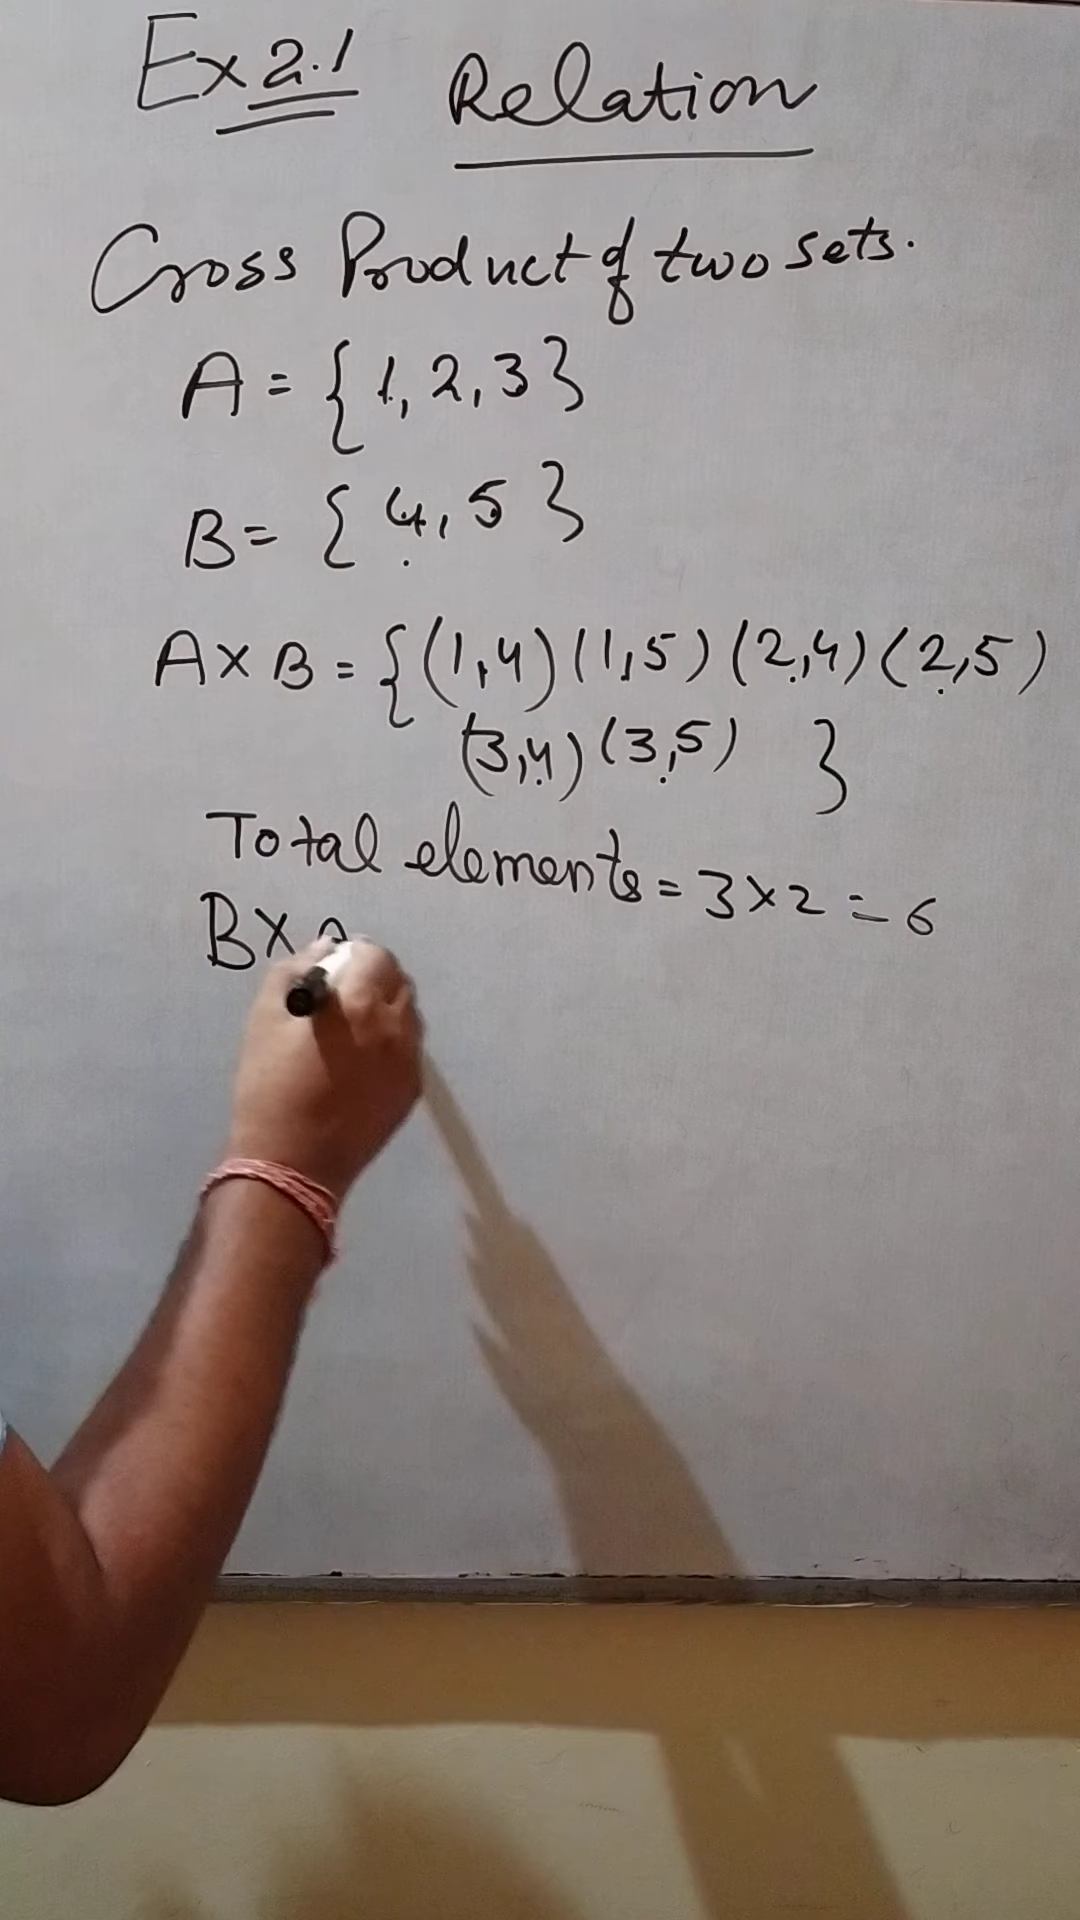 Ex 2.1 Relation
Cross Product of two sets.
A = {1, 2, 3}
B = {4, 5}
A × B = {(1,4) (1,5) (2,4) (2,5)
(3,4) (3,5) }
Total elements = 3 × 2 = 6
B × A